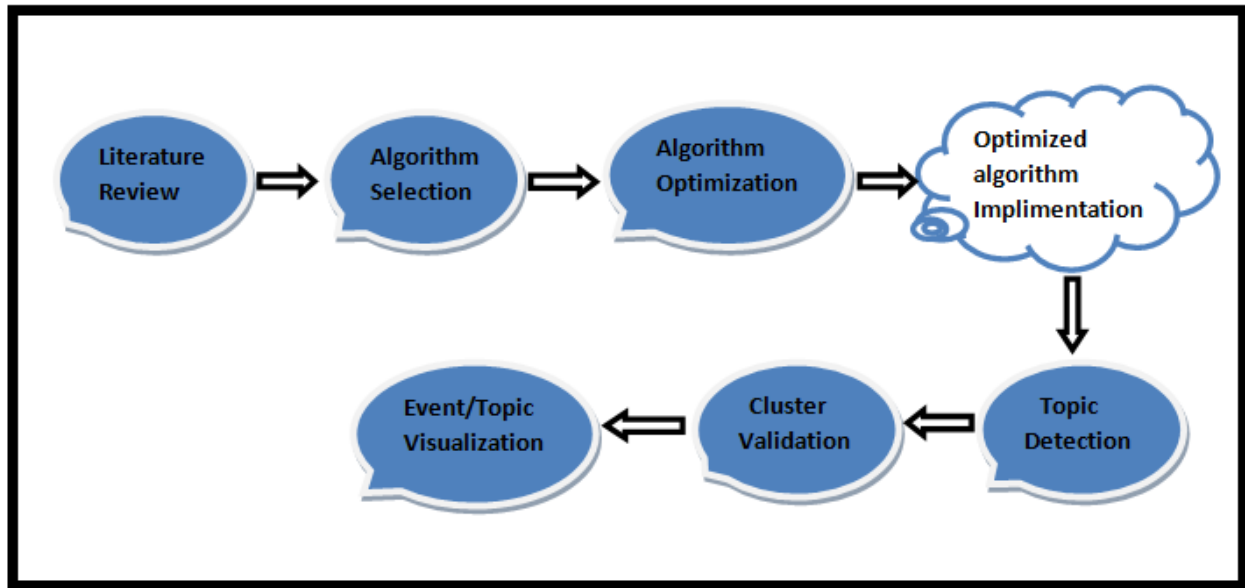 Literature
Review
Algorithm
Selection
Algorithm
Optimization
Optimized
algorithm
Implimentation
Topic
Detection
Cluster
Validation
Event/Topic
Visualization